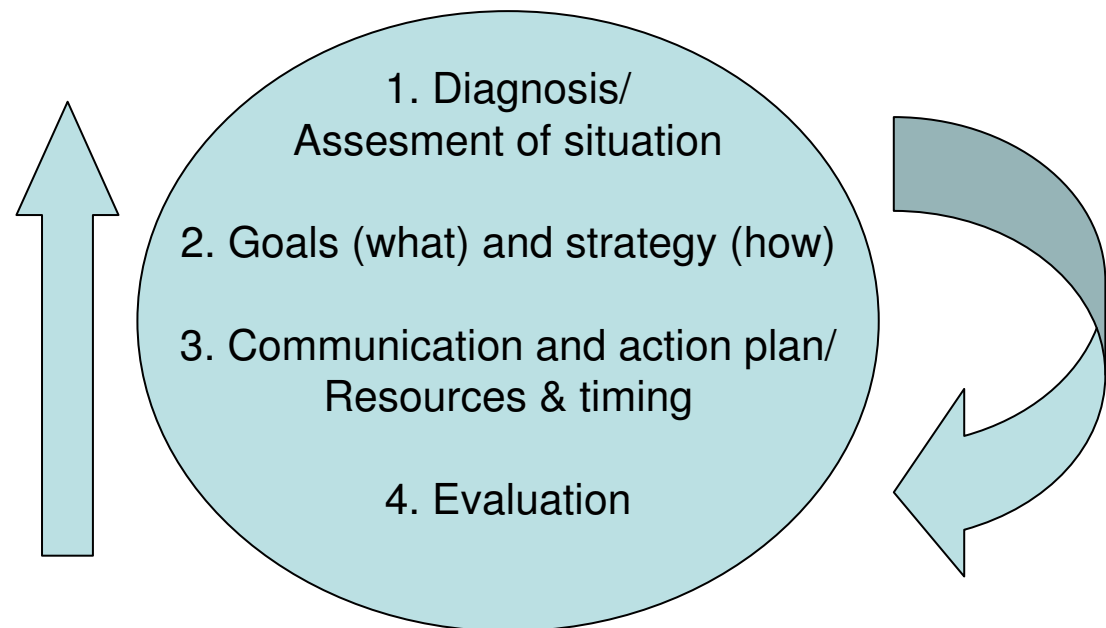 1. Diagnosis/
Assesment of situation
2. Goals (what) and strategy (how)
3. Communication and action plan/
Resources & timing
4. Evaluation